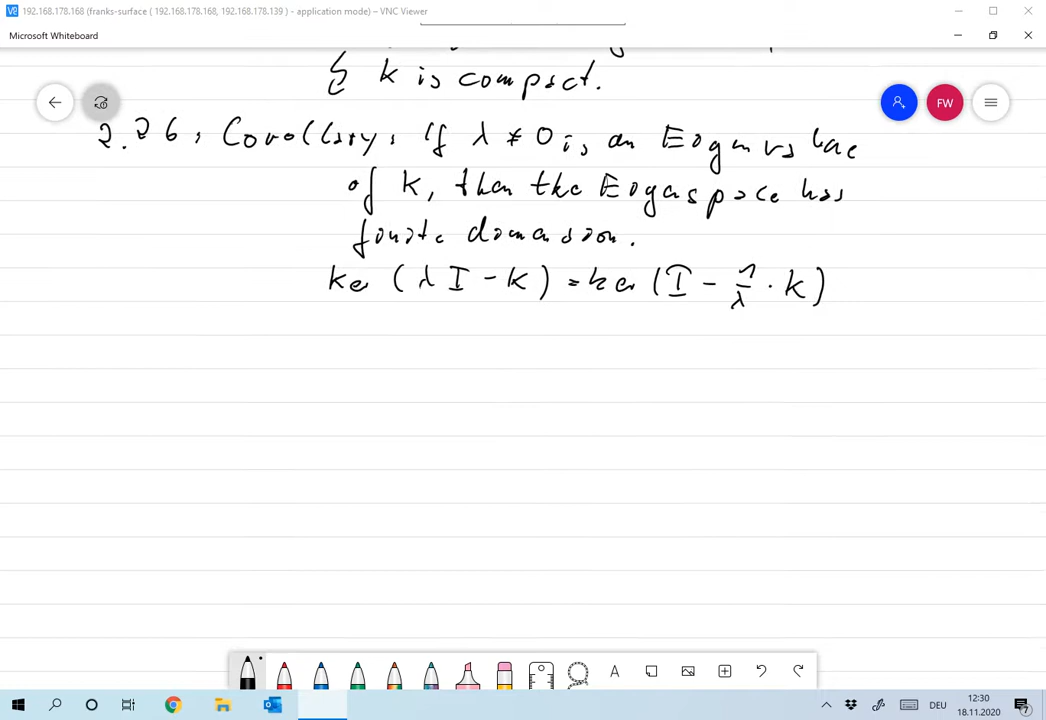 192.168.178.168 (franks-surface ( 192.168.178.168, 192.168.178.139 ) - application mode) – VNC Viewer
Microsoft Whiteboard
K is compact.
FW
2.26: Corollary: If λ ≠ 0 is an Eigenvalue
of K, then the Eigenspace has
finite dimension.
ker (λ I - K) = ker (I - 1/λ · K)
A
DEU
12:30
18.11.2020
7